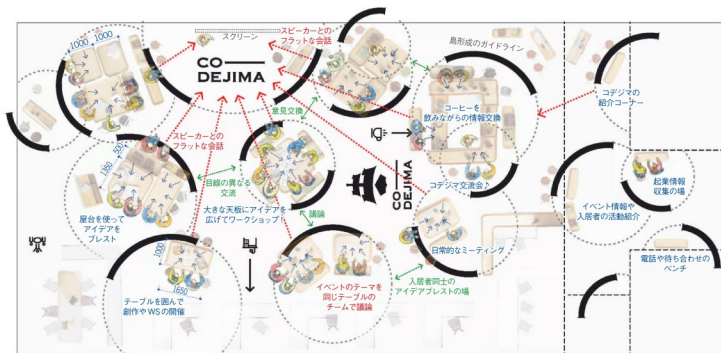 スクリーン
CO
DEJIMA
スピーカーとの
フラットな会話
島形成のガイドライン
1000
1000
意見交換
コーヒーを
飲みながらの情報交換
コデジマの
紹介コーナー
スピーカーとの
フラットな会話
500
1350
目線の異なる
交流
CO
DEJIMA
コデジマ交流会♪
起業情報
収集の場
屋台を使って
アイデアを
ブレスト
大きな天板にアイデアを
広げてワークショップ
イベント情報や
入居者の活動紹介
議論
日常的なミーティング
電話や待ち合わせの
ベンチ
1000
1650
テーブルを囲んで
創作やWSの開催
イベントのテーマを
同じテーブルの
チームで議論
入居者同士の
アイデアブレストの場